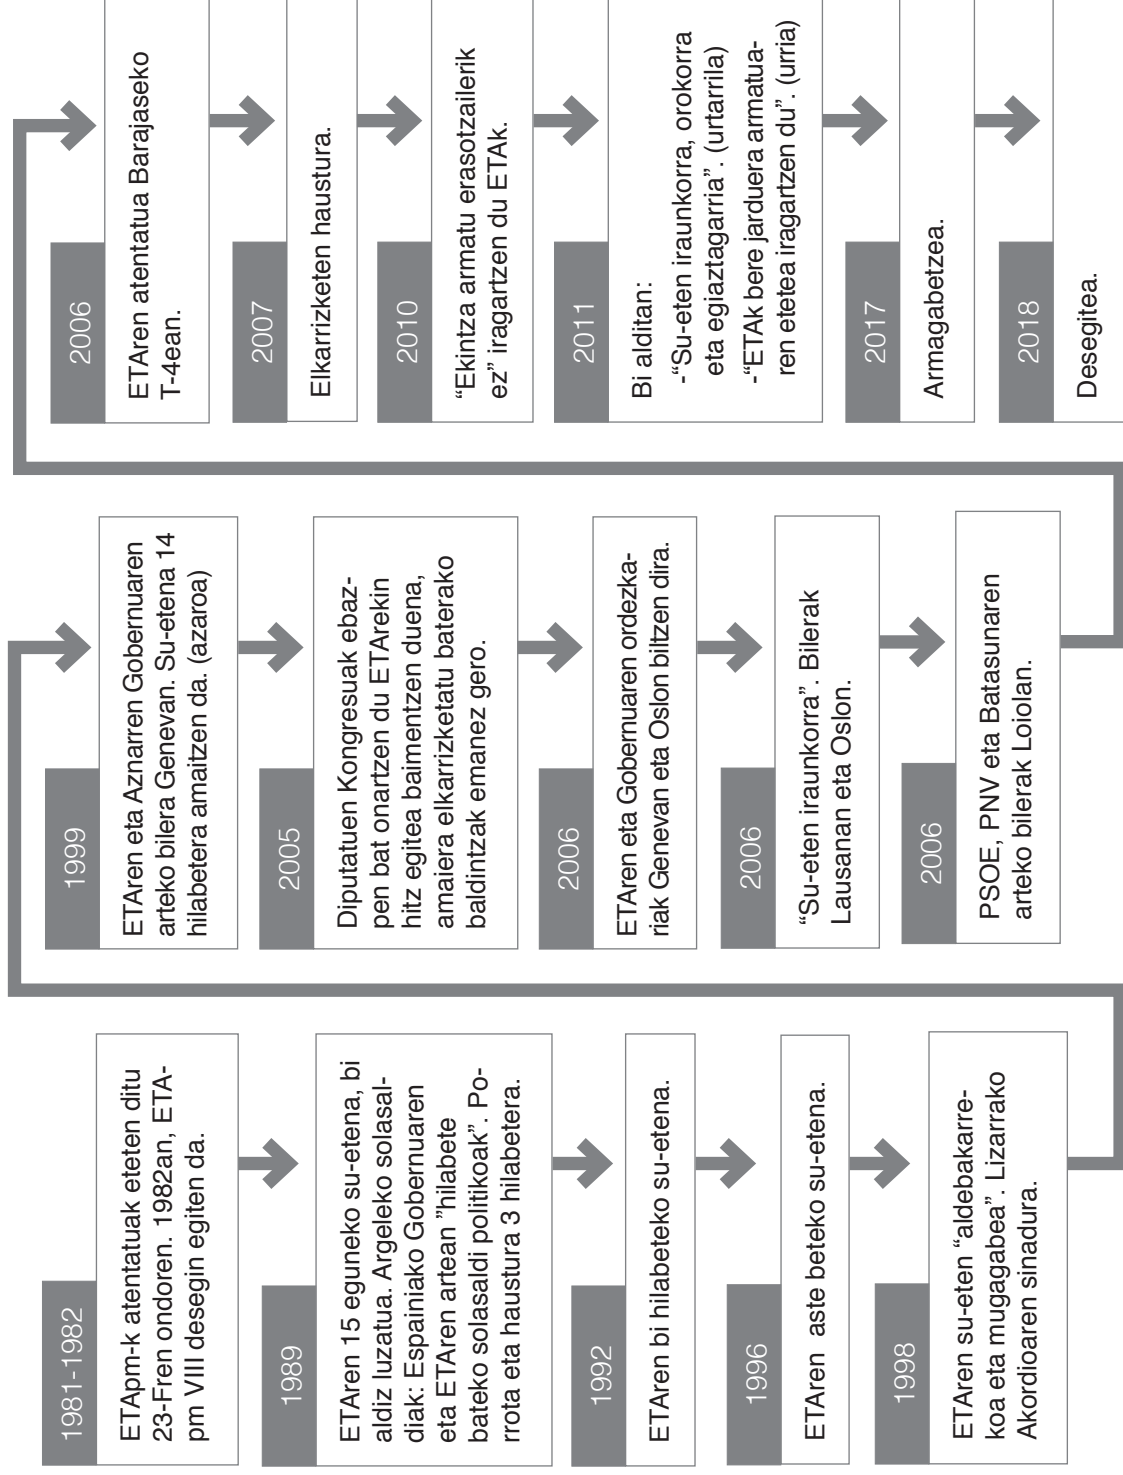 1981-1982
ETApm-k atentatuak eteten ditu
23-Fren ondoren. 1982an, ETA-
pm VIII desegin egiten da.
1989
ETAren 15 eguneko su-etena, bi
aldiz luzatua. Argeleko solasal-
diak: Espainiako Gobernuaren
eta ETAren artean ”hilabete
bateko solasaldi politikoak”. Po-
rrota eta haustura 3 hilabetera.
1992
ETAren bi hilabeteko su-etena.
1996
ETAren aste beteko su-etena.
1998
ETAren su-eten “aldebakarre-
koa eta mugagabea”. Lizarrako
Akordioaren sinadura.
1999
ETAren eta Aznarren Gobernuaren
arteko bilera Genevan. Su-etena 14
hilabetera amaitzen da. (azaroa)
2005
Diputatuen Kongresuak ebaz-
pen bat onartzen du ETArekin
hitz egitea baimentzen duena,
amaiera elkarrizketatu baterako
baldintzak emanez gero.
2006
ETAren eta Gobernuaren ordezka-
riak Genevan eta Oslon biltzen dira.
2006
“Su-eten iraunkorra”. Bilerak
Lausanan eta Oslon.
2006
PSOE, PNV eta Batasunaren
arteko bilerak Loiolan.
2006
ETAren atentatua Barajaseko
T-4ean.
2007
Elkarrizketen haustura.
2010
“Ekintza armatu erasotzailerik
ez” iragartzen du ETAk.
2011
Bi alditan:
-“Su-eten iraunkorra, orokorra
eta egiaztagarria”. (urtarrila)
-“ETAk bere jarduera armatua-
ren etetea iragartzen du”. (urria)
2017
Armagabetzea.
2018
Desegitea.